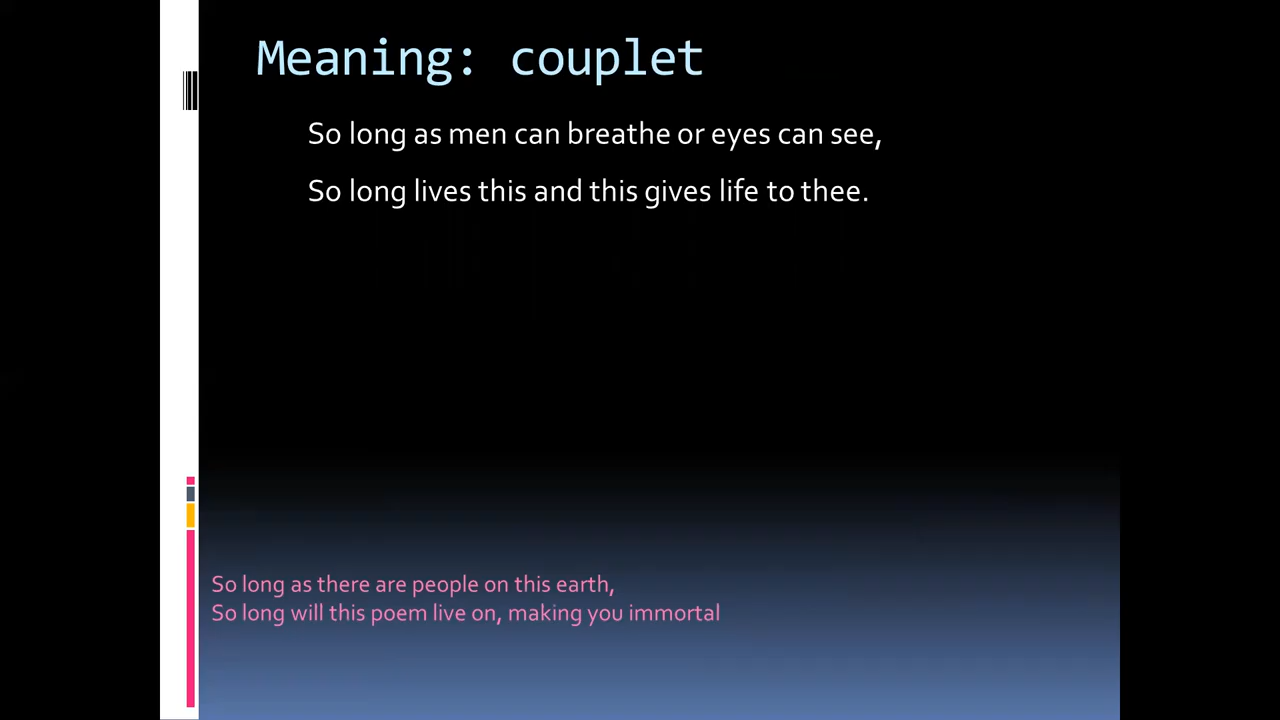 Meaning: couplet
So long as men can breathe or eyes can see,
So long lives this and this gives life to thee.
So long as there are people on this earth,
So long will this poem live on, making you immortal